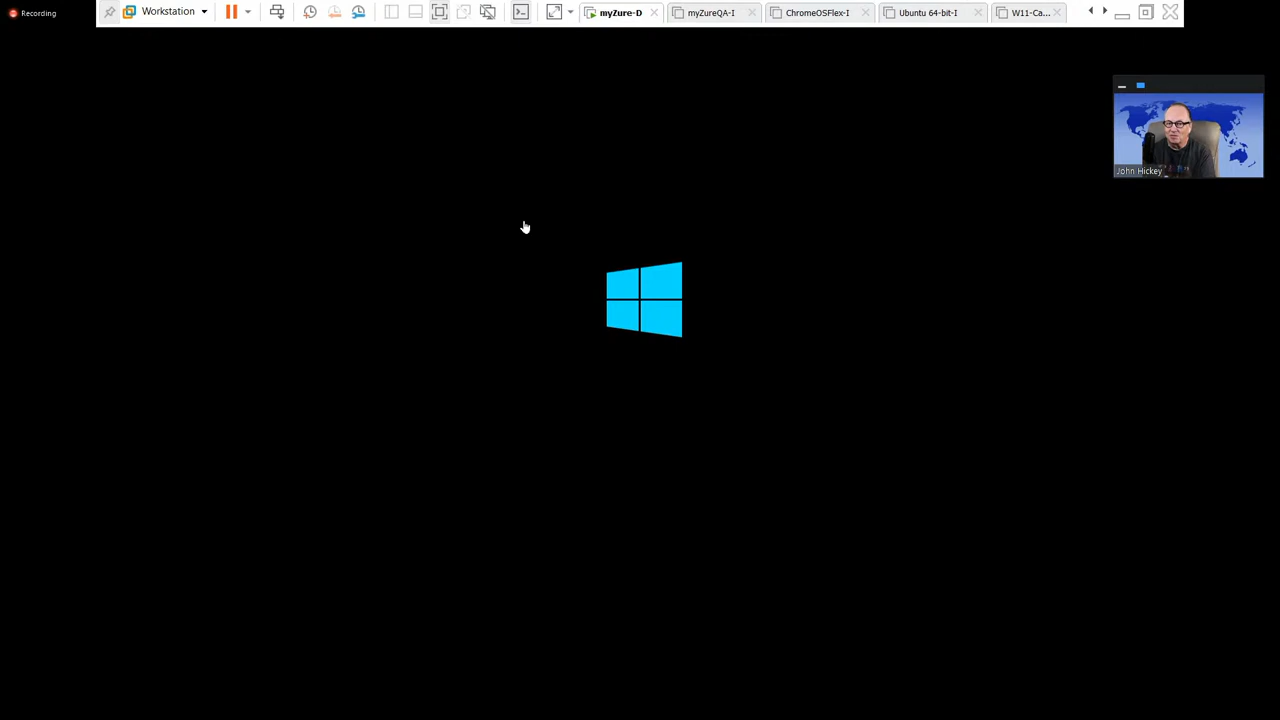 Recording
Workstation
myZure-D
myZureQA-I
ChromeOSFlex-I
Ubuntu 64-bit-I
W11-Ca...
John Hickey